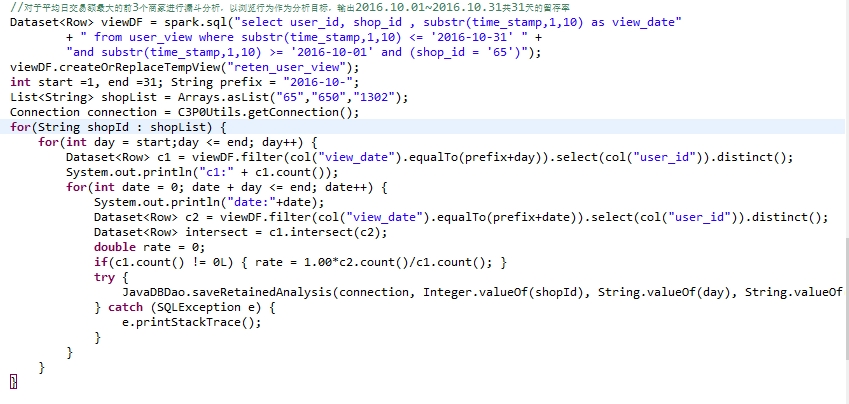 //对于平均日交易额最大的前3个商家进行漏斗分析，以浏览行为作为分析目标，输出2016.10.01~2016.10.31共31天的留存率
Dataset<Row> viewDF = spark.sql("select user_id, shop_id , substr(time_stamp,1,10) as view_date"
+ " from user_view where substr(time_stamp,1,10) <= '2016-10-31' " +
"and substr(time_stamp,1,10) >= '2016-10-01' and (shop_id = '65')");
viewDF.createOrReplaceTempView("reten_user_view");
int start =1, end =31; String prefix = "2016-10-";
List<String> shopList = Arrays.asList("65","650","1302");
Connection connection = C3P0Utils.getConnection();
for(String shopId : shopList) {
for(int day = start;day <= end; day++) {
Dataset<Row> c1 = viewDF.filter(col("view_date").equalTo(prefix+day)).select(col("user_id")).distinct();
System.out.println("c1:" + c1.count());
for(int date = 0; date + day <= end; date++) {
System.out.println("date:"+date);
Dataset<Row> c2 = viewDF.filter(col("view_date").equalTo(prefix+date)).select(col("user_id")).distinct();
Dataset<Row> intersect = c1.intersect(c2);
double rate = 0;
if(c1.count() != 0L) { rate = 1.00*c2.count()/c1.count(); }
try {
JavaDBDao.saveRetainedAnalysis(connection, Integer.valueOf(shopId), String.valueOf(day), String.valueOf
} catch (SQLException e) {
e.printStackTrace();
}
}
}
}